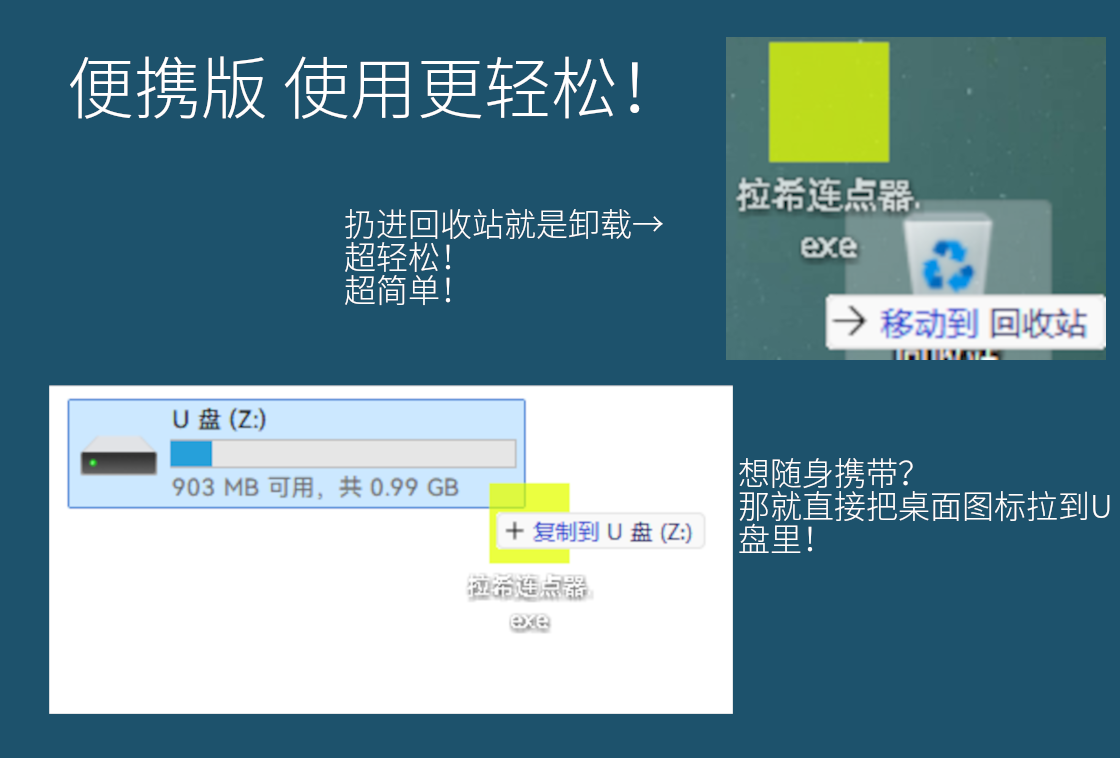 便携版 使用更轻松！
拉希连点器.
exe
扔进回收站就是卸载→
超轻松！
超简单！
→ 移动到 回收站
U 盘 (Z:)
903 MB 可用，共 0.99 GB
+ 复制到 U 盘 (Z:)
拉希连点器.
exe
想随身携带？
那就直接把桌面图标拉到U
盘里！